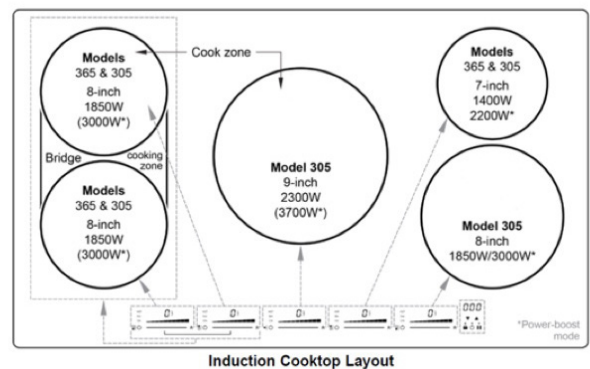 Models
365 & 305
8-inch
1850W
(3000W*)
Cook zone
Models
365 & 305
7-inch
1400W
2200W*
Bridge
cooking
zone
Model 305
9-inch
2300W
(3700W*)
Models
365 & 305
8-inch
1850W
(3000W*)
Model 305
8-inch
1850W/3000W*
*Power-boost
mode
Induction Cooktop Layout